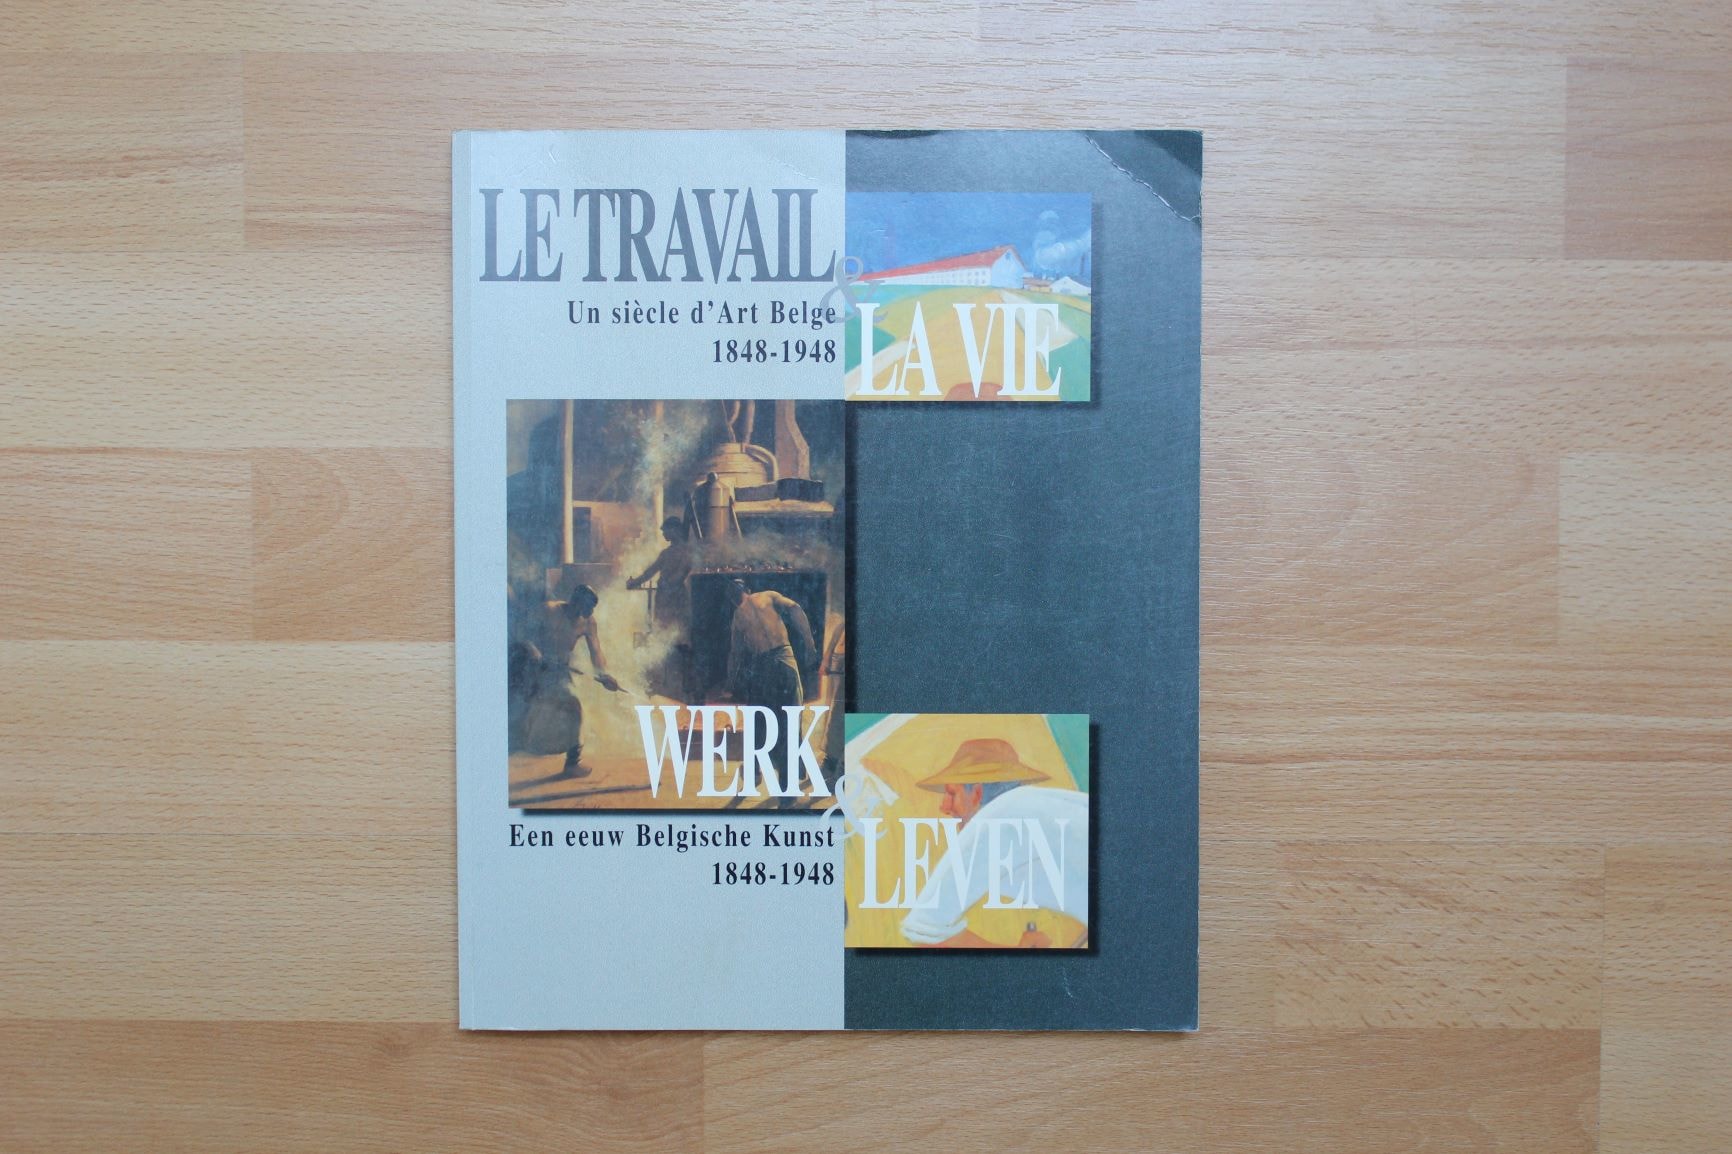 LE TRAVAIL
&
LA VIE
Un siècle d'Art Belge
1848-1948
WERK
&
LEVEN
Een eeuw Belgische Kunst
1848-1948